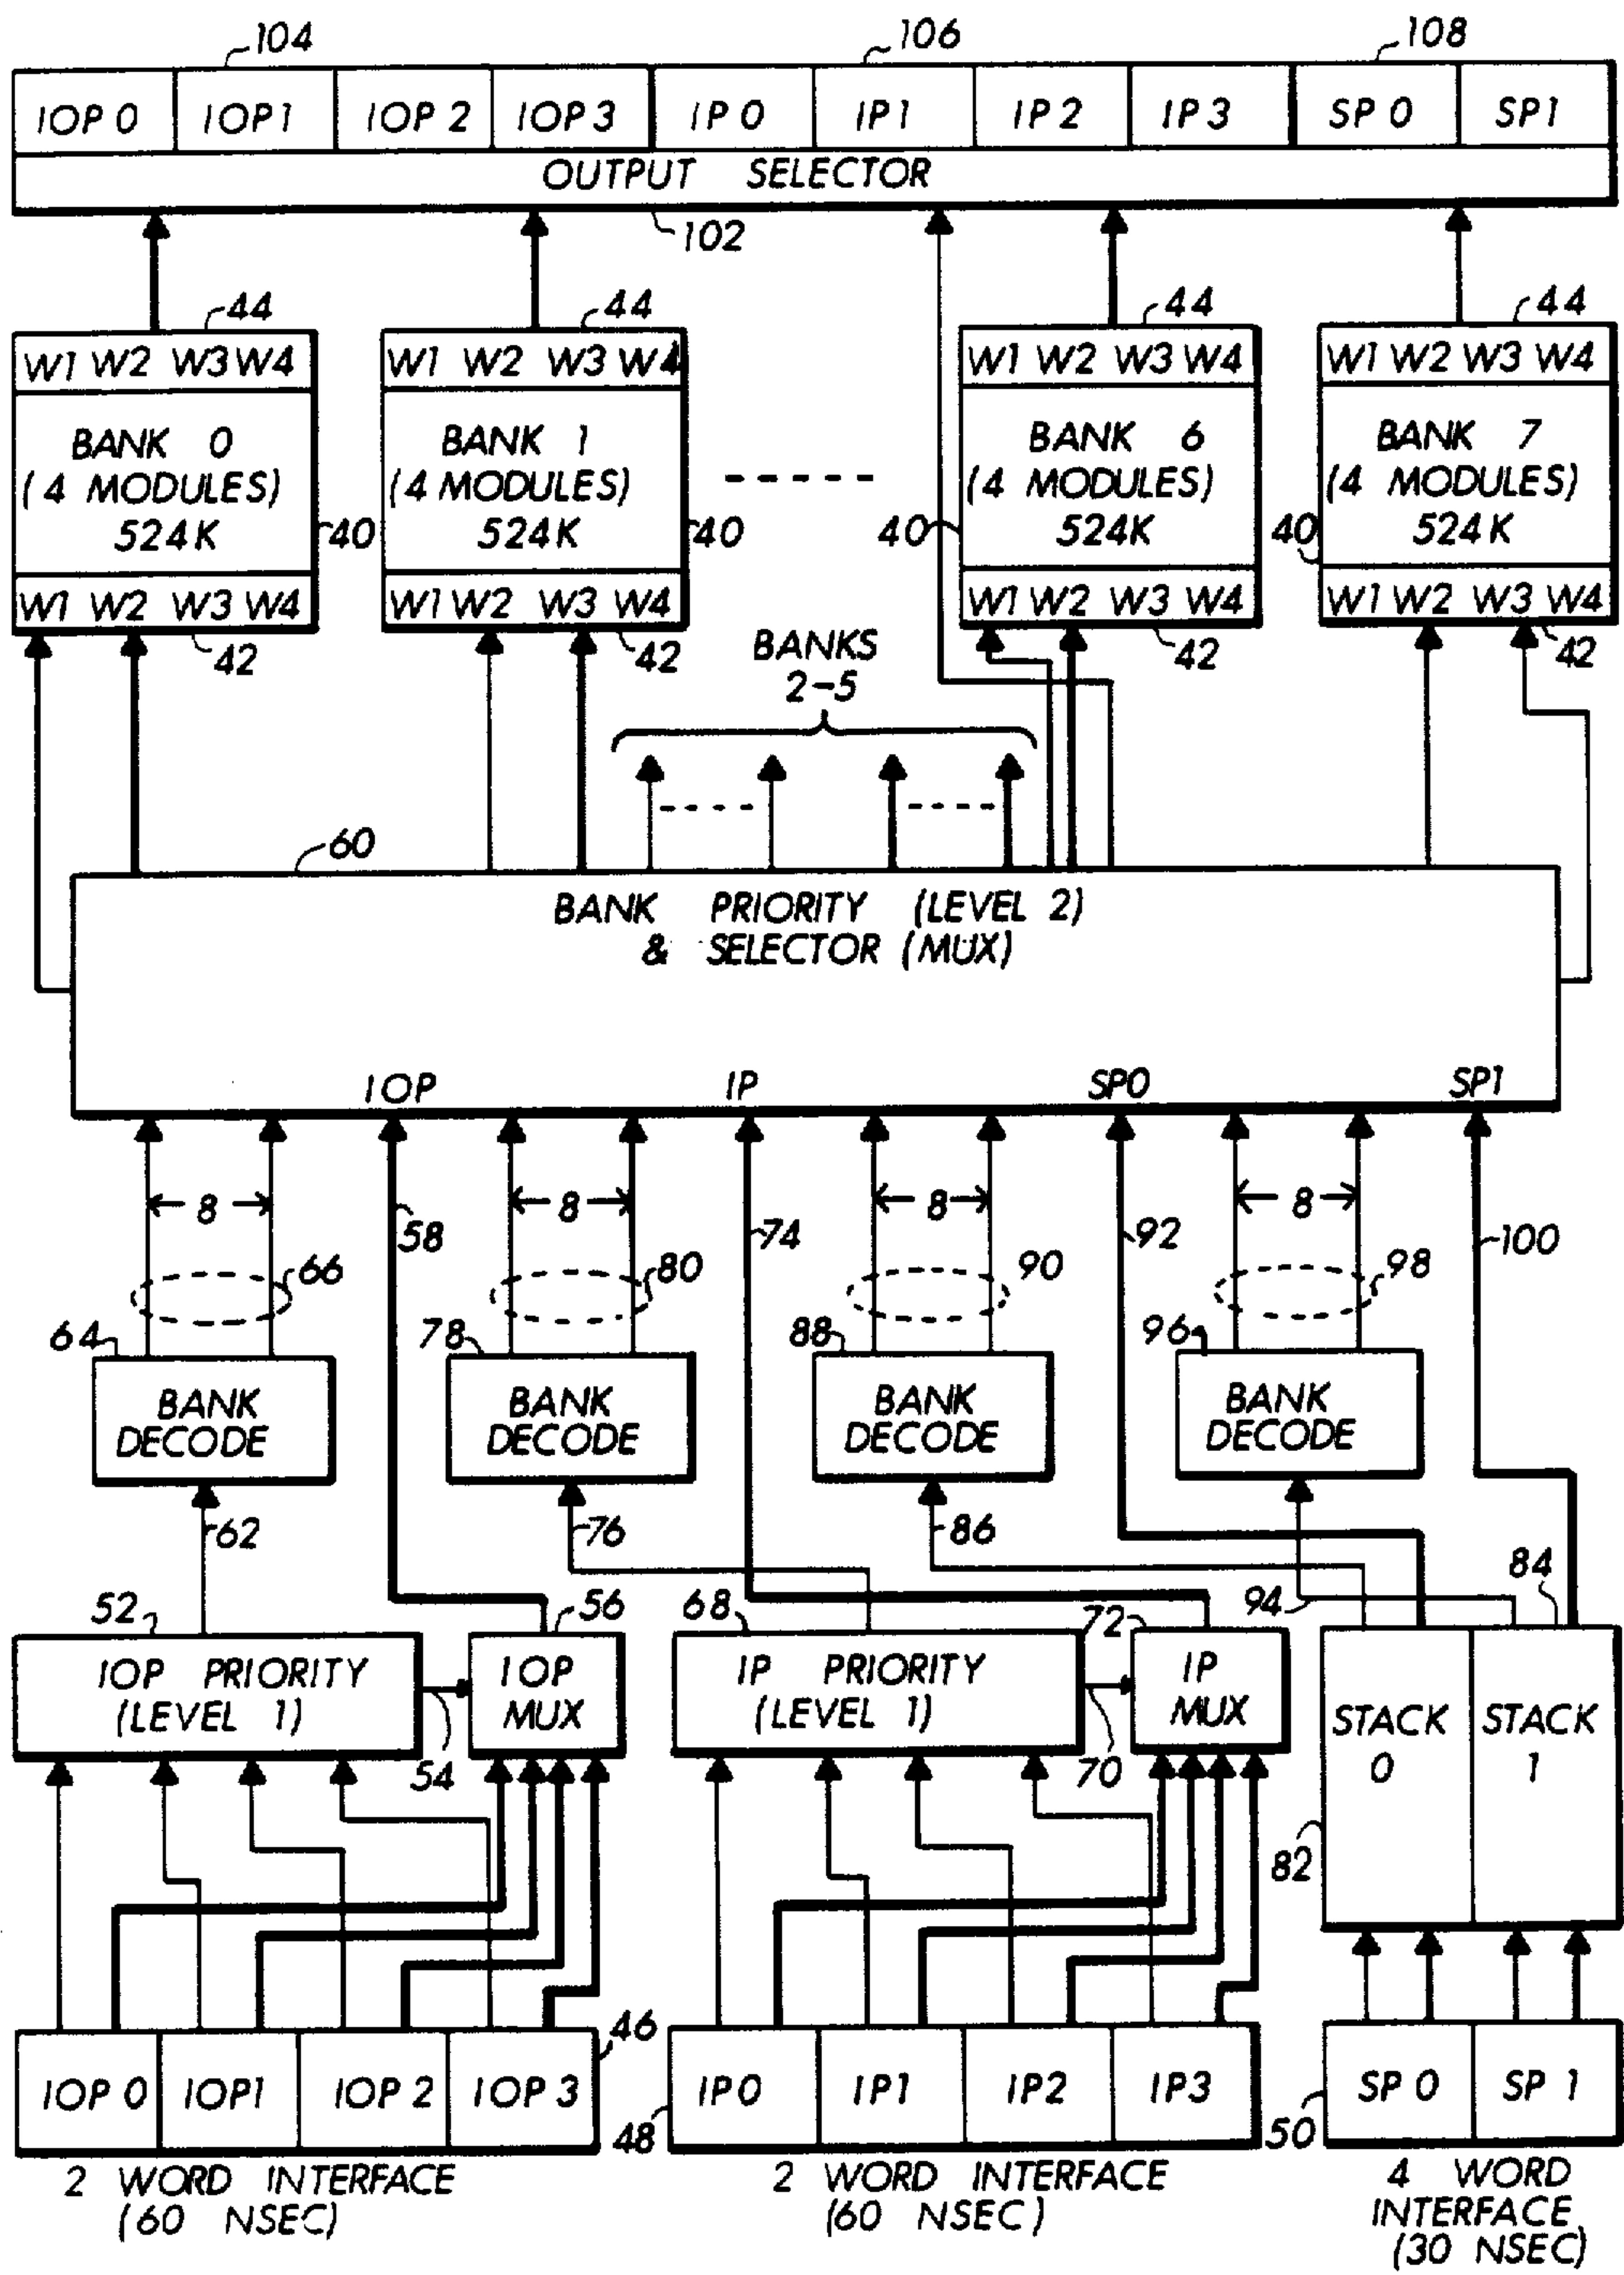 104 106 108
IOP 0 IOP1 IOP 2 IOP 3 IP 0 IP1 IP 2 IP 3 SP 0 SP1
OUTPUT SELECTOR
102
44 44 44 44
W1 W2 W3 W4 W1 W2 W3 W4 W1 W2 W3 W4 W1 W2 W3 W4
BANK 0 BANK 1 BANK 6 BANK 7
(4 MODULES) (4 MODULES) (4 MODULES) (4 MODULES)
524K 40 524K 40 40 524K 40 524K
W1 W2 W3 W4 W1 W2 W3 W4 W1 W2 W3 W4 W1 W2 W3 W4
42 42 42 42
BANKS
2-5
60
BANK PRIORITY (LEVEL 2)
& SELECTOR (MUX)
IOP IP SP0 SP1
8 8 8 8
58 74 92 100
66 80 90 98
64 78 88 96
BANK BANK BANK BANK
DECODE DECODE DECODE DECODE
62 76 86
84
94
52 56 68 72
IOP PRIORITY IOP IP PRIORITY IP
(LEVEL 1) MUX (LEVEL 1) MUX
STACK STACK
0 1
54 70
82
46
IOP 0 IOP1 IOP 2 IOP 3 IP0 IP1 IP2 IP3 SP 0 SP 1
48 50
2 WORD INTERFACE 2 WORD INTERFACE 4 WORD
(60 NSEC) (60 NSEC) INTERFACE
(30 NSEC)